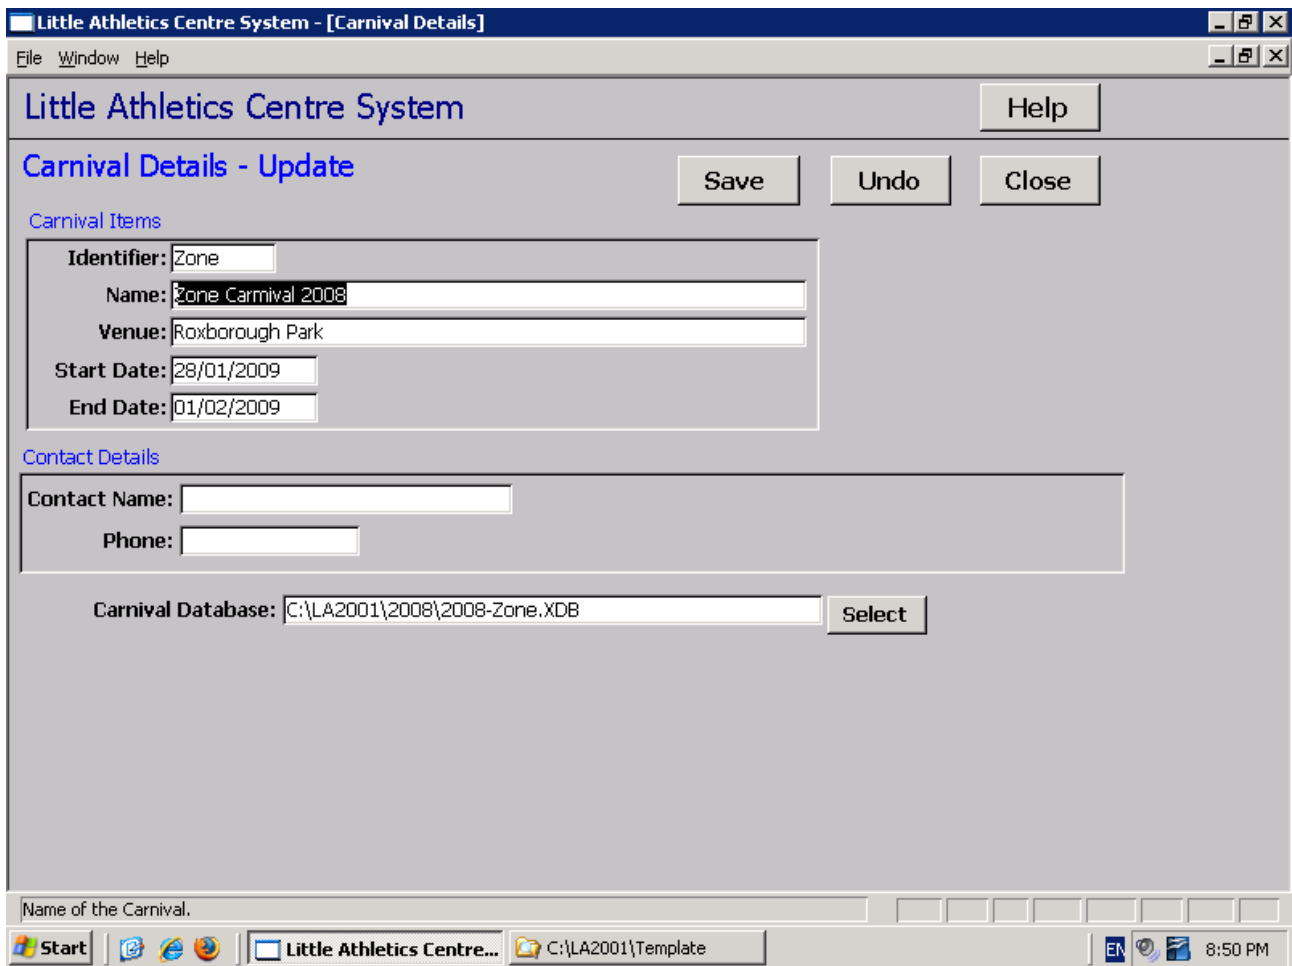 Little Athletics Centre System - [Carnival Details]
File Window Help
Little Athletics Centre System Help
Carnival Details - Update Save Undo Close
Carnival Items
Identifier: Zone
Name: Zone Carmival 2008
Venue: Roxborough Park
Start Date: 28/01/2009
End Date: 01/02/2009
Contact Details
Contact Name:
Phone:
Carnival Database: C:\LA2001\2008\2008-Zone.XDB Select
Name of the Carnival.
Start Little Athletics Centre... C:\LA2001\Template EN 8:50 PM